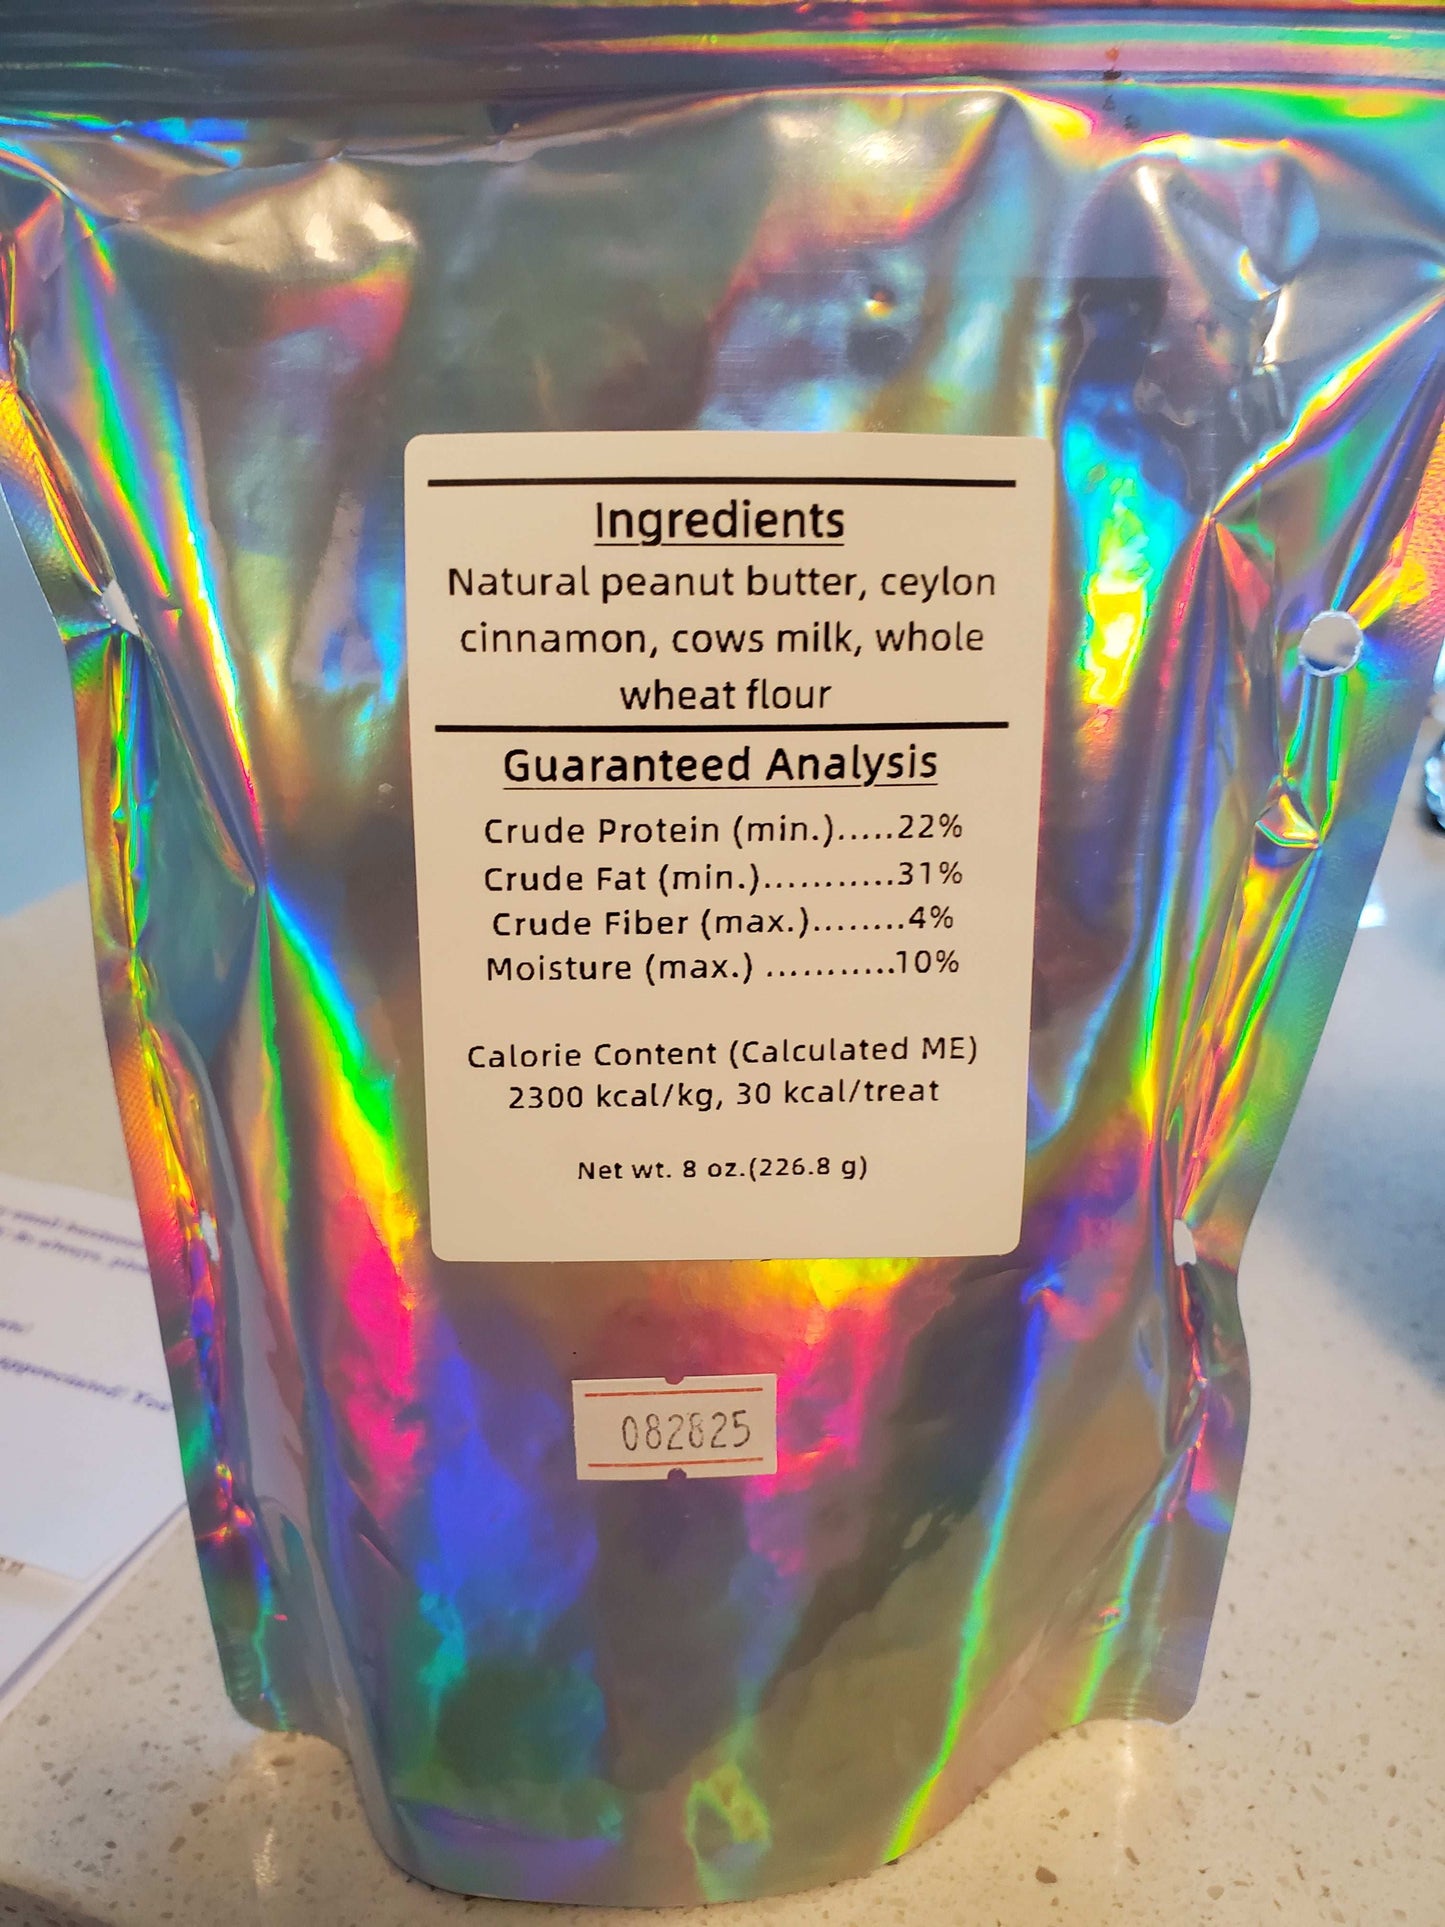 Ingredients
Natural peanut butter, ceylon
cinnamon, cows milk, whole
wheat flour
Guaranteed Analysis
Crude Protein (min.).....22%
Crude Fat (min.)...........31%
Crude Fiber (max.)........4%
Moisture (max.) ...........10%
Calorie Content (Calculated ME)
2300 kcal/kg, 30 kcal/treat
Net wt. 8 oz.(226.8 g)
082825